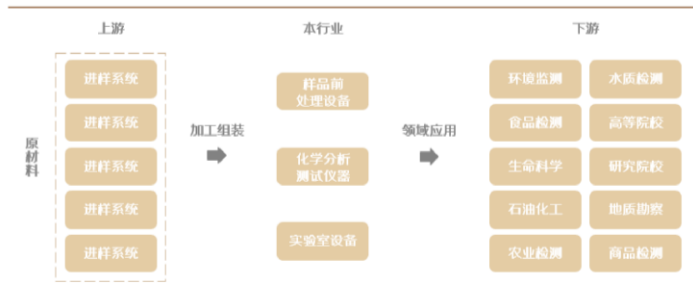 上游
本行业
下游
原材料
进样系统
进样系统
进样系统
进样系统
进样系统
加工组装
样品前
处理设备
化学分析
测试仪器
实验室设备
领域应用
环境监测
水质检测
食品检测
高等院校
生命科学
研究院校
石油化工
地质勘察
农业检测
商品检测